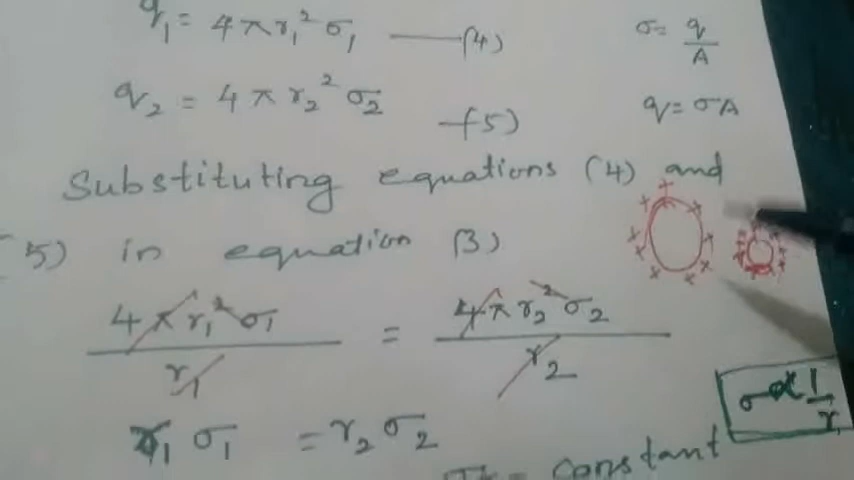 q₁ = 4πr₁²σ₁ —(4)
σ = q/A
q₂ = 4πr₂²σ₂ —(5)
q = σA
Substituting equations (4) and
5) in equation (3)
4πr₁²σ₁/r₁ = 4πr₂²σ₂/r₂
σ ∝ 1/r
r₁σ₁ = r₂σ₂
= constant